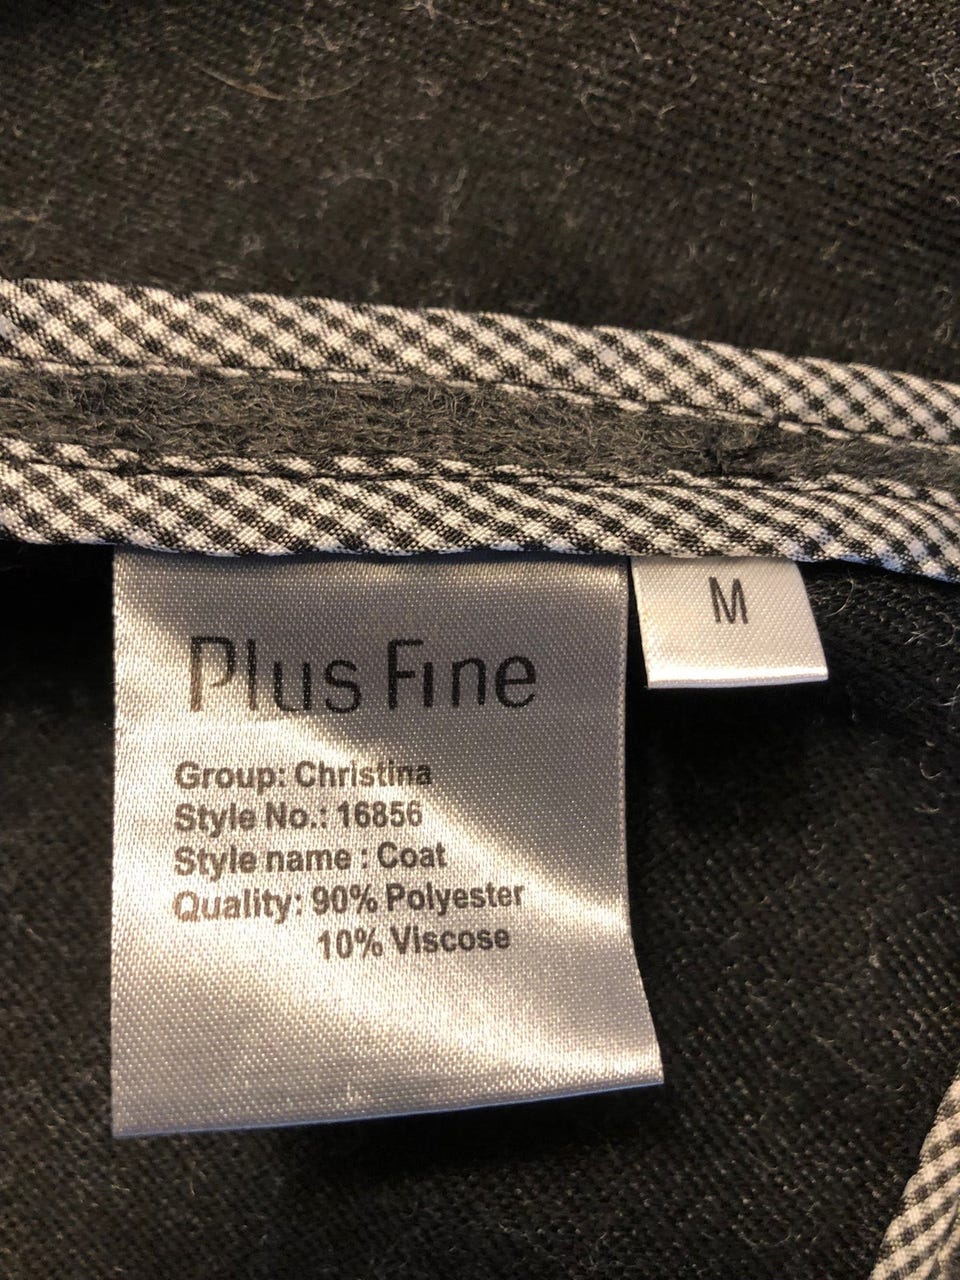 Plus Fine
M
Group: Christina
Style No.: 16856
Style name : Coat
Quality: 90% Polyester
10% Viscose